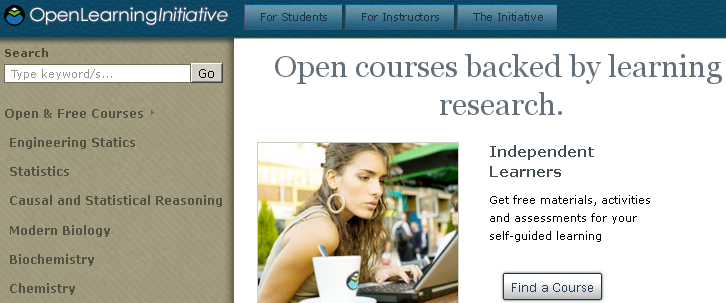 OpenLearningInitiative
For Students
For Instructors
The Initiative
Search
Type keyword/s...
Go
Open & Free Courses
Engineering Statics
Statistics
Causal and Statistical Reasoning
Modern Biology
Biochemistry
Chemistry
Open courses backed by learning
research.
Independent
Learners
Get free materials, activities
and assessments for your
self-guided learning
Find a Course